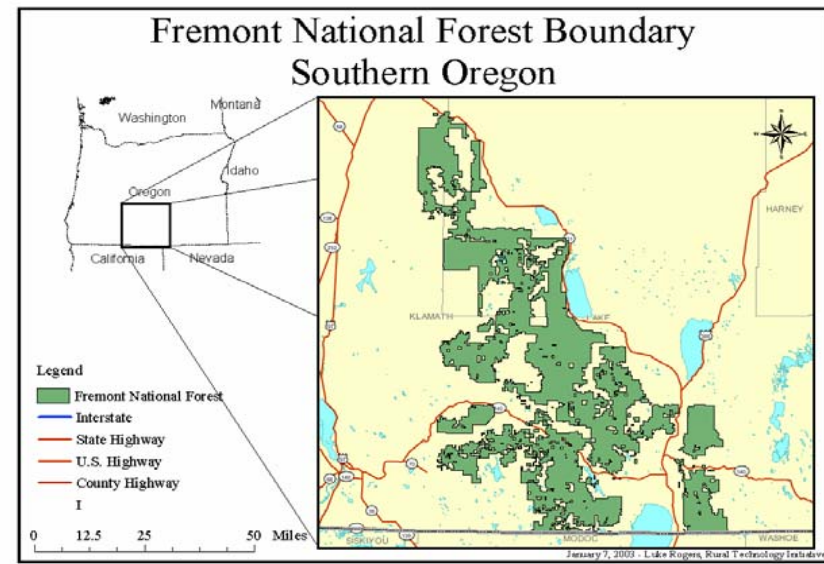 Fremont National Forest Boundary
Southern Oregon
Montana
Washington
Idaho
Oregon
California
Nevada
HARNEY
KLAMATH
LAKE
SISKIYOU
MODOC
WASHOE
Legend
Fremont National Forest
Interstate
State Highway
U.S. Highway
County Highway
I
0 12.5 25 50 Miles
January 7, 2003 - Luke Rogers, Rural Technology Initiative